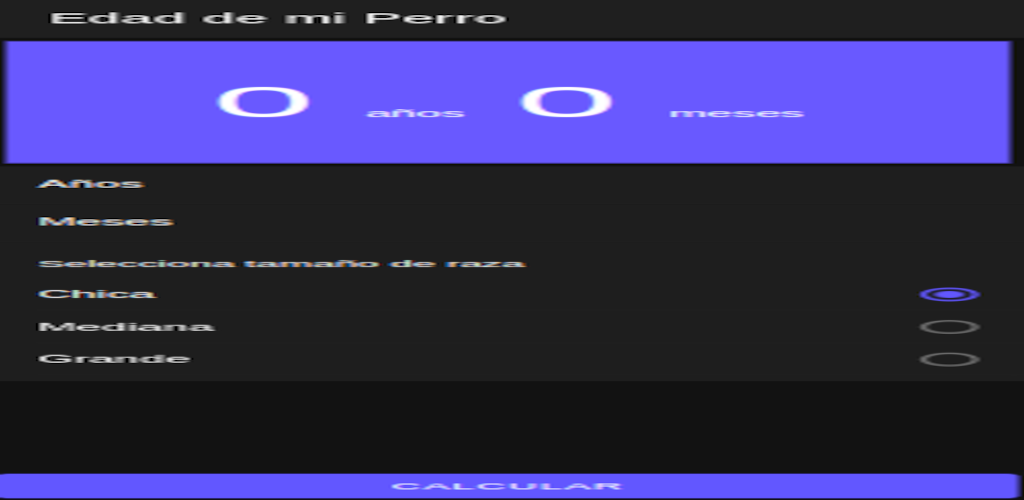 Edad de mi Perro
0 años 0 meses
Años
Meses
Selecciona tamaño de raza
Chica
Mediana
Grande
CALCULAR